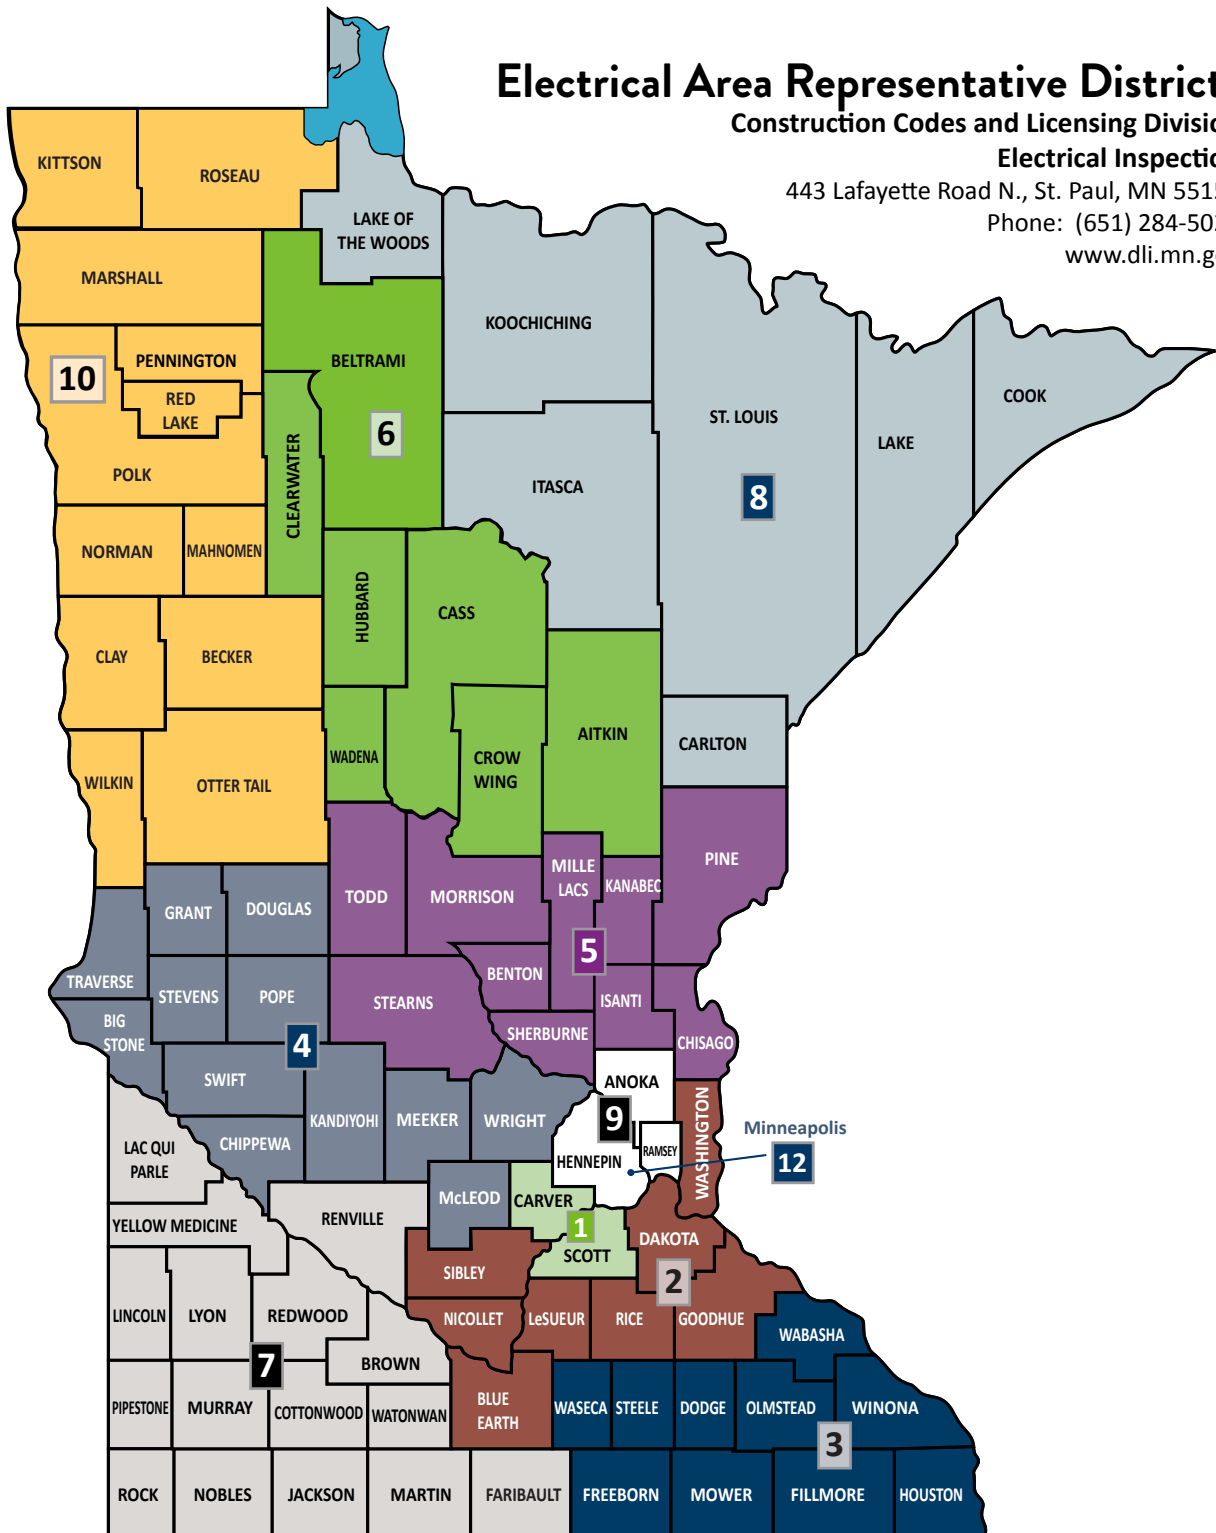 Electrical Area Representative District
Construction Codes and Licensing Divisio
Electrical Inspectio
443 Lafayette Road N., St. Paul, MN 5515
Phone: (651) 284-502
www.dli.mn.g
KITTSON
ROSEAU
LAKE OF
THE WOODS
MARSHALL
KOOCHICHING
PENNINGTON
BELTRAMI
10
RED
LAKE
COOK
ST. LOUIS
6
LAKE
POLK
CLEARWATER
ITASCA
8
NORMAN
MAHNOMEN
HUBBARD
CASS
CLAY
BECKER
AITKIN
CARLTON
WADENA
CROW
WING
WILKIN
OTTER TAIL
PINE
MILLE
LACS
KANABEC
TODD
MORRISON
GRANT
DOUGLAS
5
BENTON
TRAVERSE
STEVENS
POPE
STEARNS
ISANTI
BIG
STONE
SHERBURNE
CHISAGO
4
SWIFT
ANOKA
KANDIYOHI
MEEKER
WRIGHT
9
WASHINGTON
Minneapolis
12
CHIPPEWA
LAC QUI
PARLE
HENNEPIN
RAMSEY
McLEOD
CARVER
YELLOW MEDICINE
RENVILLE
1
SCOTT
DAKOTA
SIBLEY
2
LINCOLN
LYON
REDWOOD
NICOLLET
LeSUEUR
RICE
GOODHUE
WABASHA
7
BROWN
PIPESTONE
MURRAY
COTTONWOOD
WATONWAN
BLUE
EARTH
WASECA
STEELE
DODGE
OLMSTEAD
WINONA
3
ROCK
NOBLES
JACKSON
MARTIN
FARIBAULT
FREEBORN
MOWER
FILLMORE
HOUSTON